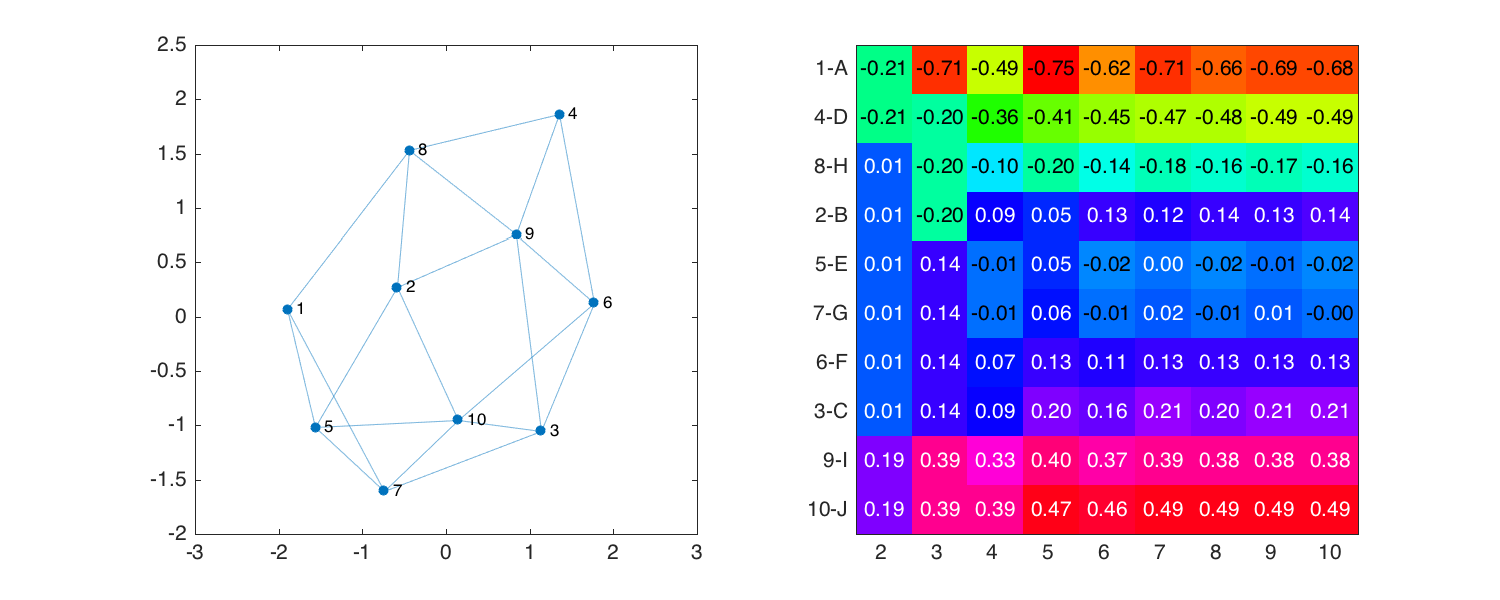 2.5
2
1.5
1
0.5
0
-0.5
-1
-1.5
-2
-3 -2 -1 0 1 2 3
4
8
9
2
6
1
10
5
3
7
1-A -0.21 -0.71 -0.49 -0.75 -0.62 -0.71 -0.66 -0.69 -0.68
4-D -0.21 -0.20 -0.36 -0.41 -0.45 -0.47 -0.48 -0.49 -0.49
8-H 0.01 -0.20 -0.10 -0.20 -0.14 -0.18 -0.16 -0.17 -0.16
2-B 0.01 -0.20 0.09 0.05 0.13 0.12 0.14 0.13 0.14
5-E 0.01 0.14 -0.01 0.05 -0.02 0.00 -0.02 -0.01 -0.02
7-G 0.01 0.14 -0.01 0.06 -0.01 0.02 -0.01 0.01 -0.00
6-F 0.01 0.14 0.07 0.13 0.11 0.13 0.13 0.13 0.13
3-C 0.01 0.14 0.09 0.20 0.16 0.21 0.20 0.21 0.21
9-I 0.19 0.39 0.33 0.40 0.37 0.39 0.38 0.38 0.38
10-J 0.19 0.39 0.39 0.47 0.46 0.49 0.49 0.49 0.49
2 3 4 5 6 7 8 9 10